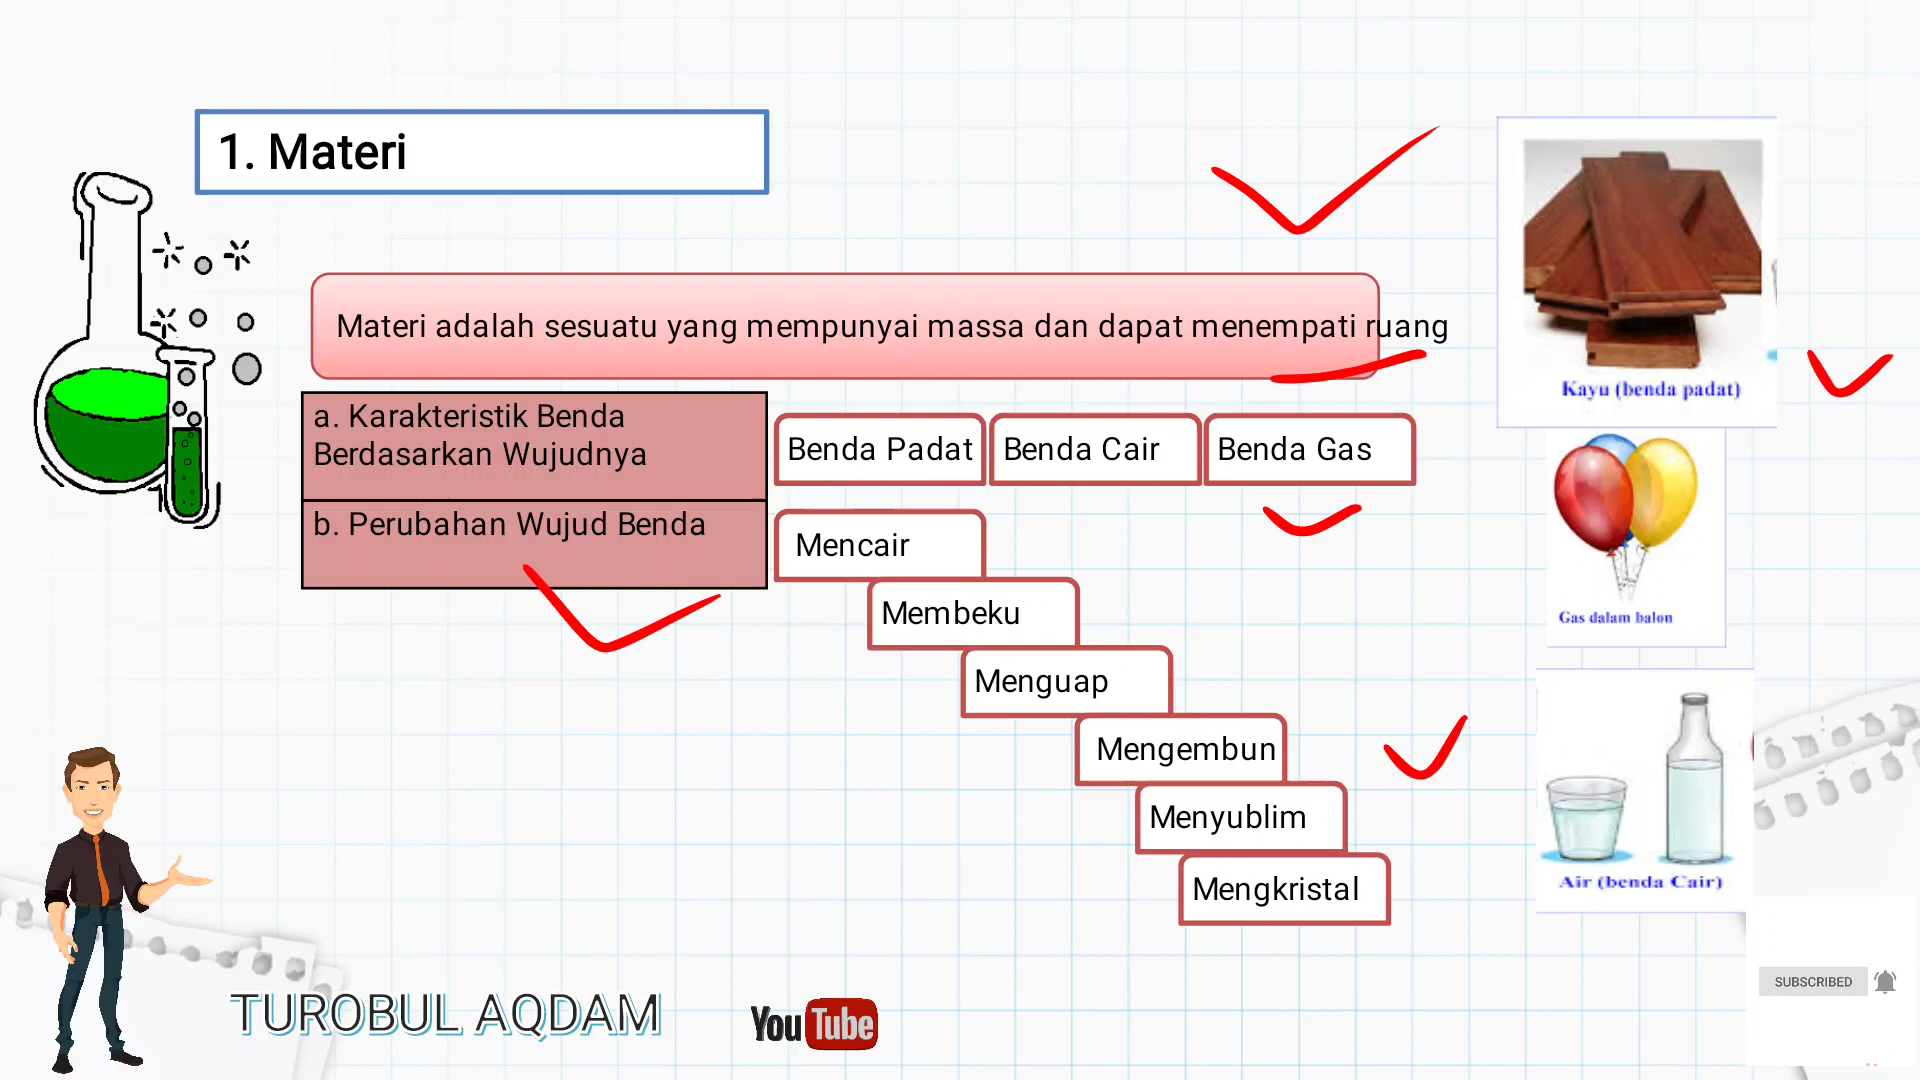 1. Materi
Materi adalah sesuatu yang mempunyai massa dan dapat menempati ruang
a. Karakteristik Benda
Berdasarkan Wujudnya
Benda Padat
Benda Cair
Benda Gas
b. Perubahan Wujud Benda
Mencair
Membeku
Menguap
Mengembun
Menyublim
Mengkristal
Kayu (benda padat)
Gas dalam balon
Air (benda Cair)
TUROBUL AQDAM
YouTube
SUBSCRIBED